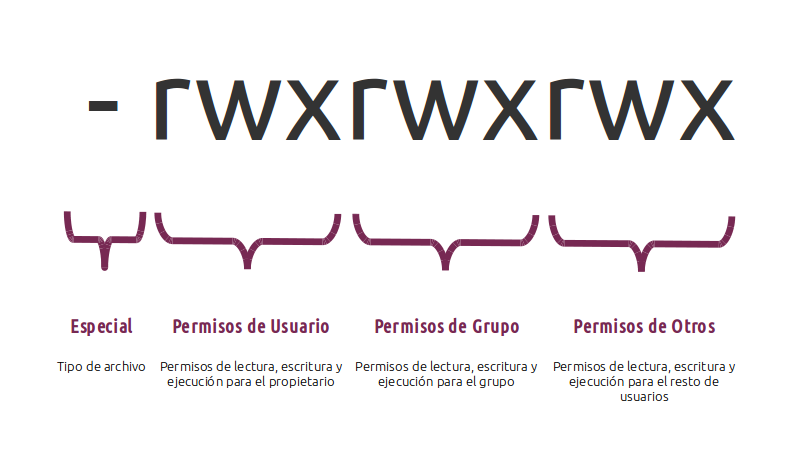 - rwxrwxrwx
Especial
Permisos de Usuario
Permisos de Grupo
Permisos de Otros
Tipo de archivo
Permisos de lectura, escritura y
ejecución para el propietario
Permisos de lectura, escritura y
ejecución para el grupo
Permisos de lectura, escritura y
ejecución para el resto de
usuarios